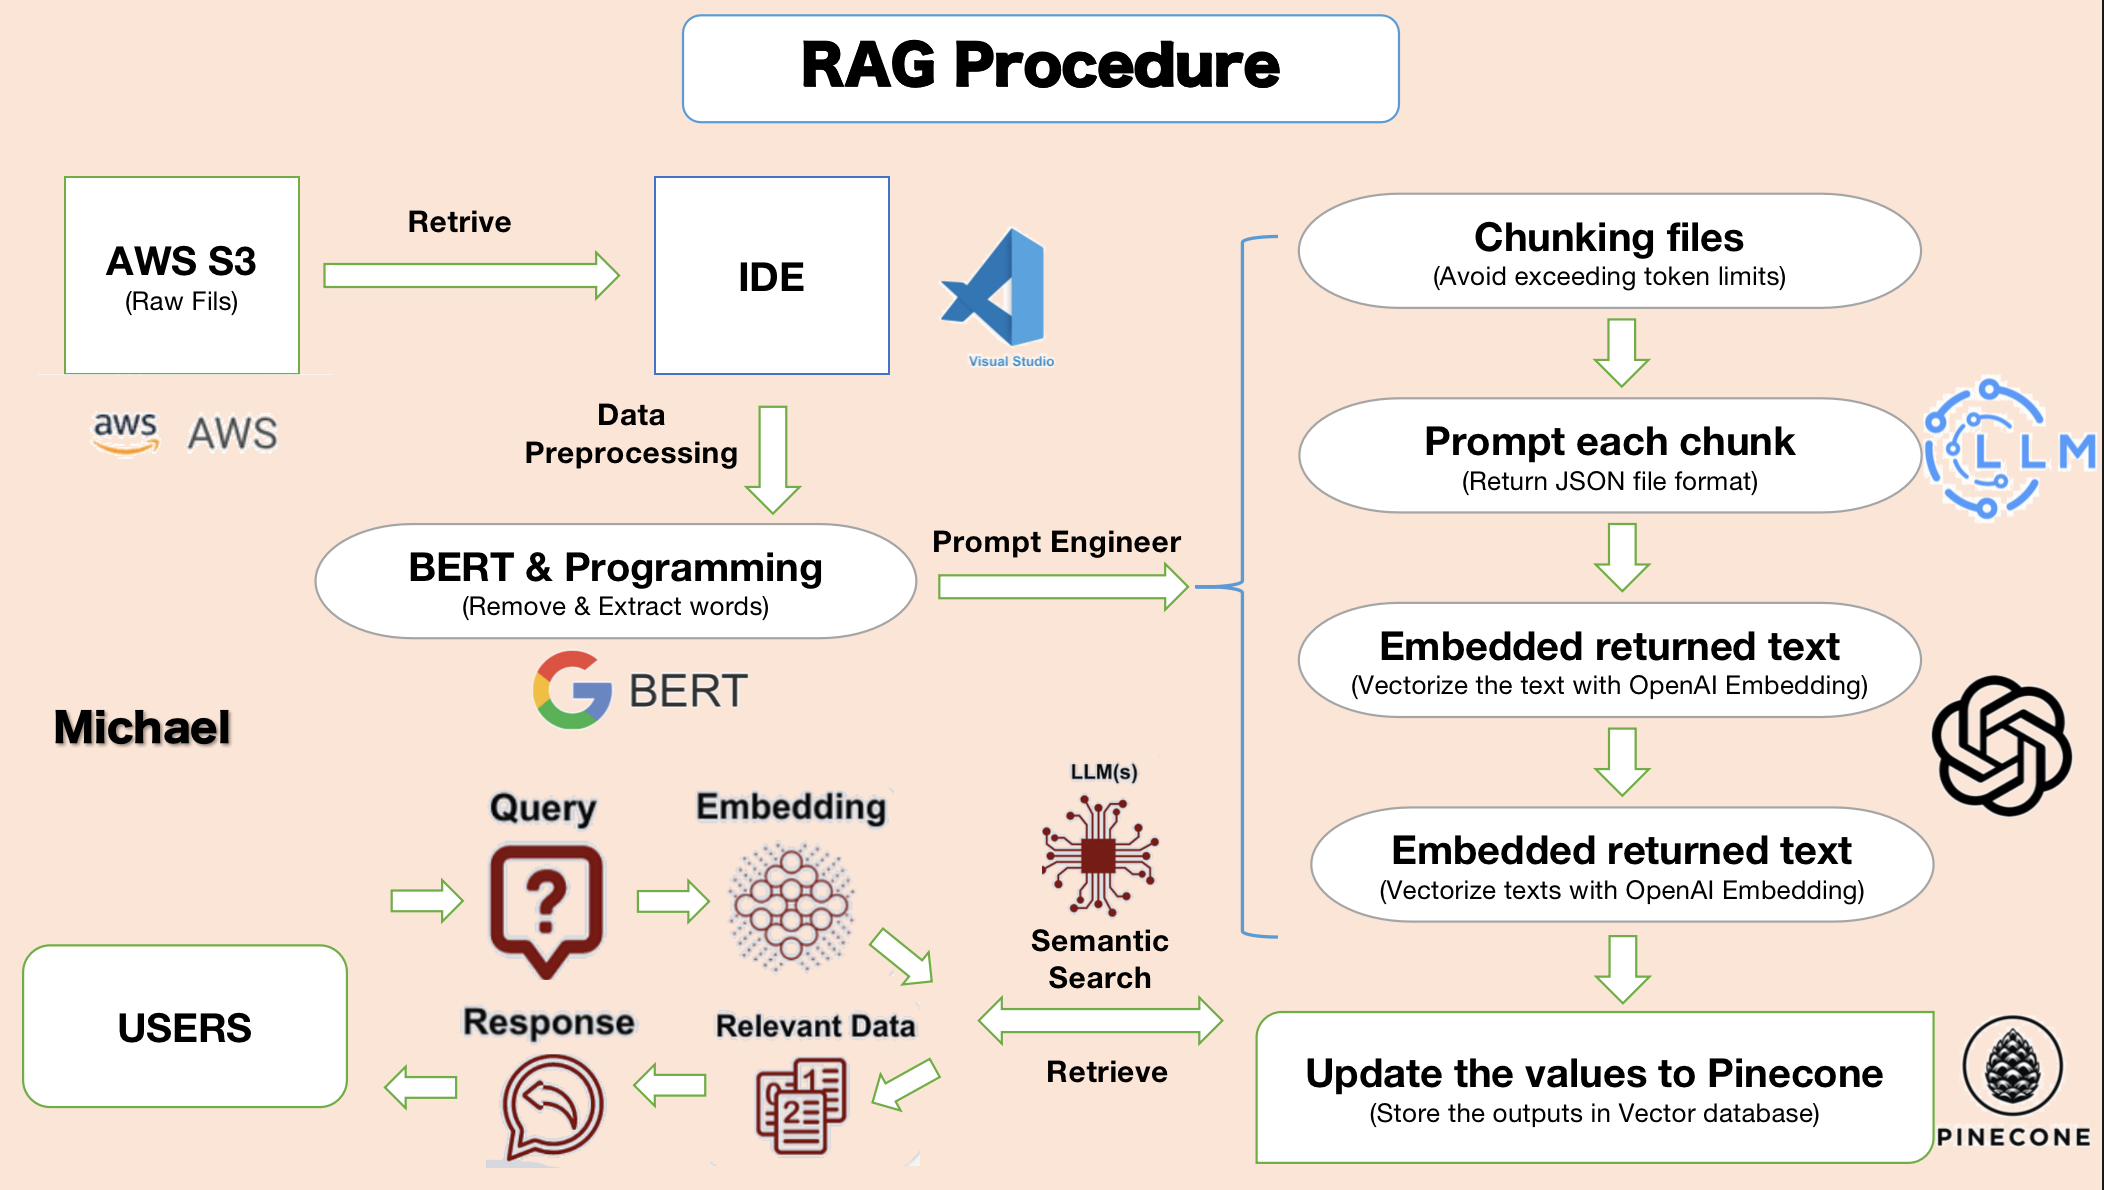 RAG Procedure
AWS S3
(Raw Fils)
aws AWS
Retrive
IDE
Visual Studio
Data
Preprocessing
BERT & Programming
(Remove & Extract words)
BERT
Prompt Engineer
Chunking files
(Avoid exceeding token limits)
Prompt each chunk
(Return JSON file format)
LLM
Embedded returned text
(Vectorize the text with OpenAI Embedding)
Embedded returned text
(Vectorize texts with OpenAI Embedding)
Update the values to Pinecone
(Store the outputs in Vector database)
PINECONE
Michael
USERS
Query
?
Embedding
LLM(s)
Semantic
Search
Retrieve
Relevant Data
0 1
2
Response